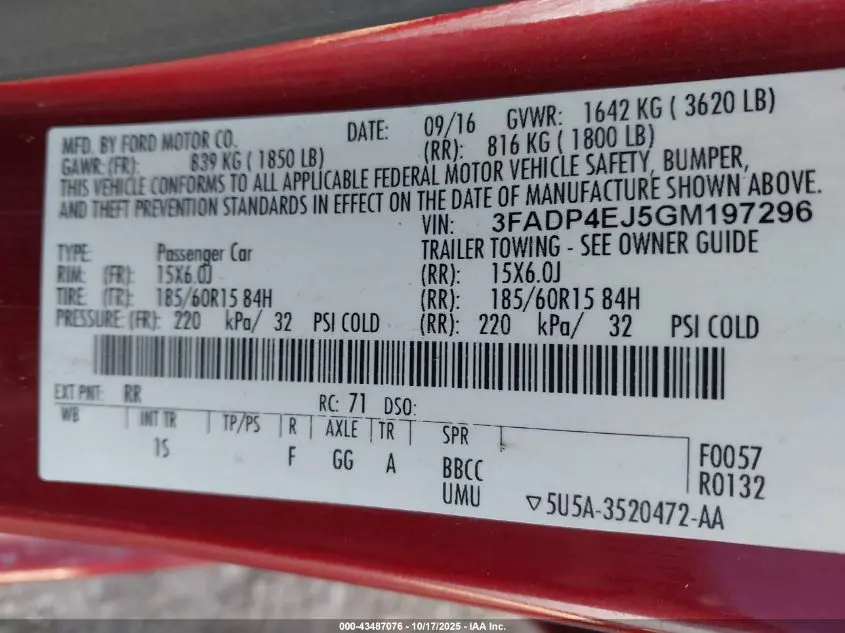 MFD. BY FORD MOTOR CO. DATE: 09/16 GVWR: 1642 KG ( 3620 LB)
GAWR: (FR): 839 KG ( 1850 LB) (RR): 816 KG ( 1800 LB)
THIS VEHICLE CONFORMS TO ALL APPLICABLE FEDERAL MOTOR VEHICLE SAFETY, BUMPER,
AND THEFT PREVENTION STANDARDS IN EFFECT ON THE DATE OF MANUFACTURE SHOWN ABOVE.
VIN: 3FADP4EJ5GM197296
TYPE: Passenger Car TRAILER TOWING - SEE OWNER GUIDE
RIM: (FR): 15X6.0J (RR): 15X6.0J
TIRE: (FR): 185/60R15 84H (RR): 185/60R15 84H
PRESSURE: (FR): 220 kPa/ 32 PSI COLD (RR): 220 kPa/ 32 PSI COLD
EXT PNT: RR RC: 71 DSO:
WB INT TR TP/PS R AXLE TR SPR
1S F GG A BBCC
UMU
F0057
R0132
▽5U5A-3520472-AA
000-43487076 | 10/17/2025 | IAA Inc.